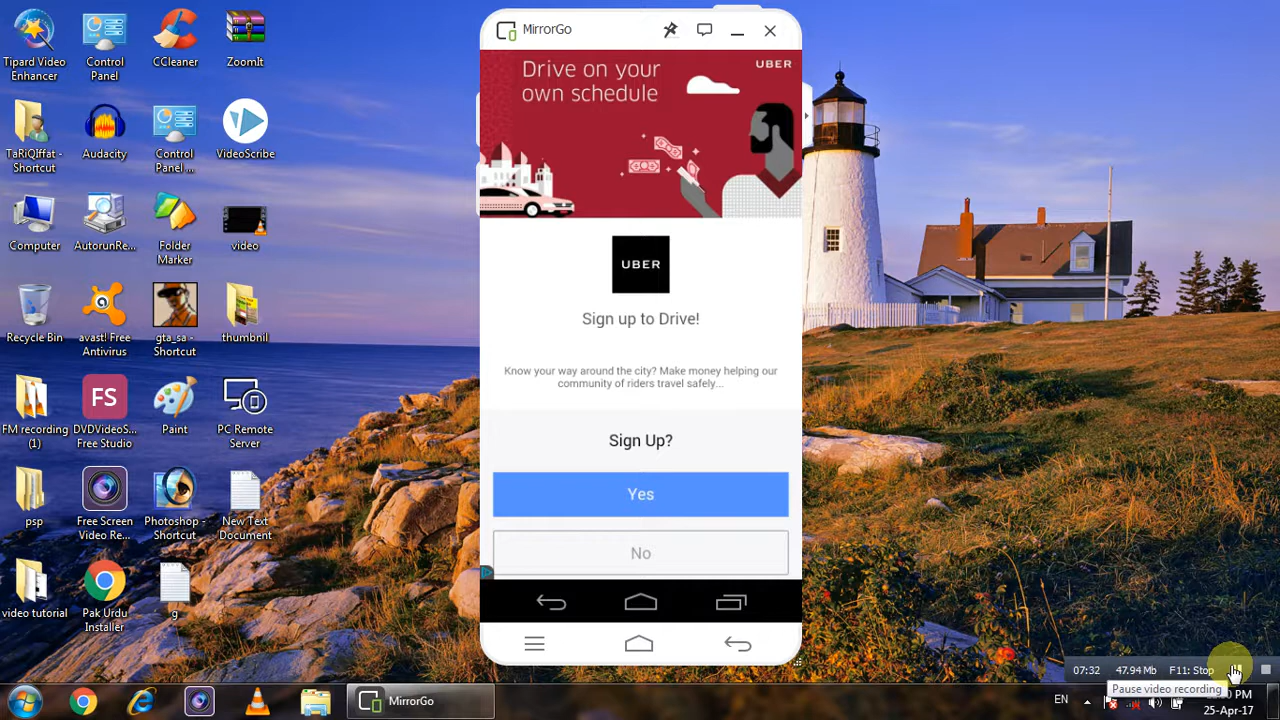 Tipard Video
Enhancer
Control
Panel
CCleaner
ZoomIt
TaRiQIffat -
Shortcut
Audacity
Control
Panel ...
VideoScribe
Computer
AutorunRe...
Folder
Marker
video
Recycle Bin
avast! Free
Antivirus
gta_sa -
Shortcut
thumbnil
FM recording
(1)
FS
DVDVideoS...
Free Studio
Paint
PC Remote
Server
psp
Free Screen
Video Re...
Photoshop -
Shortcut
New Text
Document
video tutorial
Pak Urdu
Installer
g
MirrorGo
Drive on your
own schedule
UBER
UBER
Sign up to Drive!
Know your way around the city? Make money helping our
community of riders travel safely...
Sign Up?
Yes
No
07:32
47.94 Mb
F11: Stop
Pause video recording
MirrorGo
EN
PM
25-Apr-17